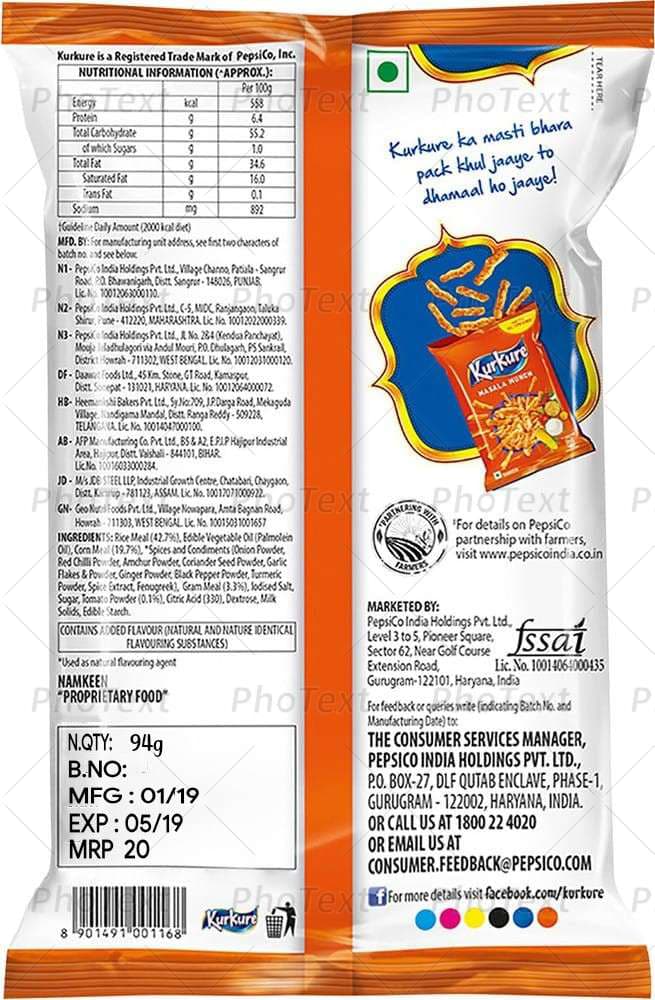 Kurkure is a Registered Trade Mark of PepsiCo, Inc.
NUTRITIONAL INFORMATION (*APPROX.):
Per 100g
Energy kcal 558
Protein g 6.4
Total Carbohydrate g 55.2
of which Sugars g 1.0
Total Fat g 34.6
Saturated Fat g 16.0
Trans Fat g 0.1
Sodium mg 892
†Guideline Daily Amount (2000 kcal diet)
MFD. BY: For manufacturing unit address, see first two characters of
batch no. and see below.
N1- PepsiCo India Holdings Pvt. Ltd., Village Channo, Patiala - Sangrur
Road, P.O. Bhawanigarh, Distt. Sangrur - 148026, PUNJAB.
Lic. No. 10012063000110.
N2- PepsiCo India Holdings Pvt. Ltd., C-5, MIDC, Ranjangaon, Taluka
Shirur, Pune - 412220, MAHARASHTRA. Lic. No. 10012022000339.
N3- PepsiCo India Holdings Pvt. Ltd., JL No. 2&4 (Kendua Panchayat),
Mouja Jeladhulagori via Andul Mouri, P.O. Dhulagarh, PS Sankrail,
District Howrah - 711302, WEST BENGAL. Lic. No. 10012031000120.
DF - Daawat Foods Ltd., 45 Km. Stone, GT Road, Kamaspur,
Distt. Sonepat - 131021, HARYANA. Lic. No. 10012064000072.
HB- Heemankshi Bakers Pvt. Ltd., Sy.No:709, J.P.Darga Road, Mekaguda
Village, Nandigama Mandal, Distt. Ranga Reddy - 509228,
TELANGANA. Lic. No. 10014047000100.
AB - AFP Manufacturing Co. Pvt. Ltd., B5 & A2, E.P.I.P Hajipur Industrial
Area, Hajipur, Distt. Vaishali - 844101, BIHAR.
Lic.No. 10016033000284.
JD - M/s JDB STEEL LLP, Industrial Growth Centre, Chatabari, Chaygaon,
Distt. Kamrup -781123, ASSAM. Lic. No. 10017071000922.
GN- Geo Nutri Foods Pvt. Ltd., Village Nowapara, Amta Bagnan Road,
Howrah - 711303, WEST BENGAL. Lic. No. 10015031001657
INGREDIENTS: Rice Meal (42.7%), Edible Vegetable Oil (Palmolein
Oil), Corn Meal (19.7%), *Spices and Condiments (Onion Powder,
Red Chilli Powder, Amchur Powder, Coriander Seed Powder, Garlic
Flakes & Powder, Ginger Powder, Black Pepper Powder, Turmeric
Powder, Spice Extract, Fenugreek), Gram Meal (3.3%), Iodised Salt,
Sugar, Tomato Powder (0.1%), Citric Acid (330), Dextrose, Milk
Solids, Edible Starch.
CONTAINS ADDED FLAVOUR (NATURAL AND NATURE IDENTICAL
FLAVOURING SUBSTANCES)
*Used as natural flavouring agent
NAMKEEN
"PROPRIETARY FOOD"
N.QTY: 94g
B.NO:
MFG : 01/19
EXP : 05/19
MRP 20
8 901491 001168
Kurkure
TEAR HERE
Kurkure ka masti bhara
pack khul jaaye to
dhamaal ho jaaye!
Kurkure
MASALA MUNCH
PARTNERING WITH
FARMERS
†For details on PepsiCo
partnership with farmers,
visit www.pepsicoindia.co.in
MARKETED BY:
PepsiCo India Holdings Pvt. Ltd.,
Level 3 to 5, Pioneer Square,
Sector 62, Near Golf Course
Extension Road,
Gurugram-122101, Haryana, India
fssai
Lic. No. 10014064000435
For feedback or queries write (indicating Batch No. and
Manufacturing Date) to:
THE CONSUMER SERVICES MANAGER,
PEPSICO INDIA HOLDINGS PVT. LTD.,
P.O. BOX-27, DLF QUTAB ENCLAVE, PHASE-1,
GURUGRAM - 122002, HARYANA, INDIA.
OR CALL US AT 1800 22 4020
OR EMAIL US AT
CONSUMER.FEEDBACK@PEPSICO.COM
f For more details visit facebook.com/kurkure
PhoText